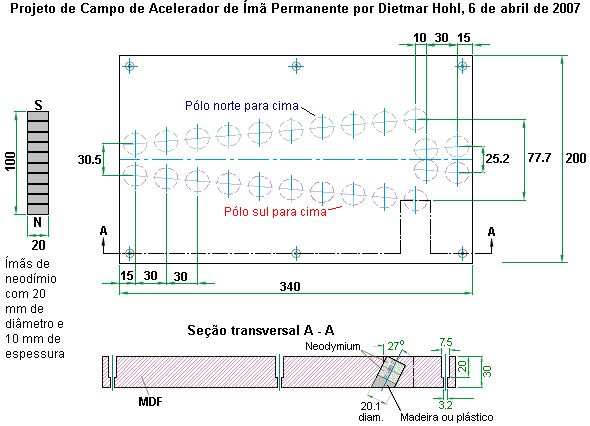 Projeto de Campo de Acelerador de Ímã Permanente por Dietmar Hohl, 6 de abril de 2007
10 30 15
S
Pólo norte para cima
100
30.5
25.2
77.7
200
Pólo sul para cima
N
20
A
A
15 30 30
340
Ímãs de
neodímio
com 20
mm de
diâmetro e
10 mm de
espessura
Seção transversal A - A
Neodymium
27º
7.5
20
30
MDF
20.1
diam.
Madeira ou plástico
3.2